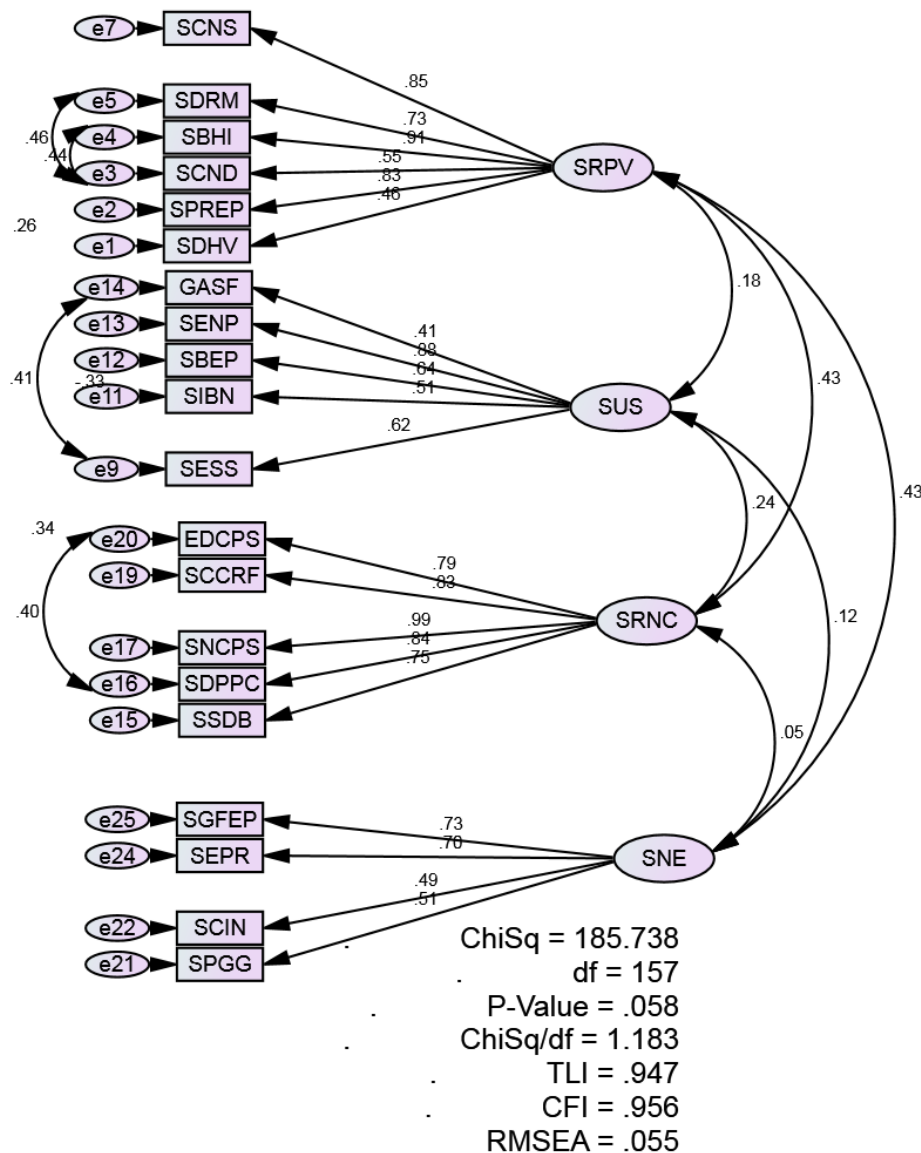 e7 SCNS
.85
e5 SDRM
.73
e4 SBHI
.91
.46
.44
e3 SCND
.55
SRPV
.83
e2 SPREP
.46
.26
e1 SDHV
e14 GASF
.18
e13 SENP
.41
.88
e12 SBEP
.64
.41
-.33
e11 SIBN
.51
SUS
.43
.62
e9 SESS
.43
.24
.34
e20 EDCPS
.79
e19 SCCRF
.83
.40
.99
SRNC
.12
e17 SNCPS
.84
e16 SDPPC
.75
e15 SSDB
.05
e25 SGFEP
.73
e24 SEPR
.70
SNE
.49
e22 SCIN
.51
e21 SPGG
. ChiSq = 185.738
. df = 157
. P-Value = .058
. ChiSq/df = 1.183
. TLI = .947
. CFI = .956
RMSEA = .055